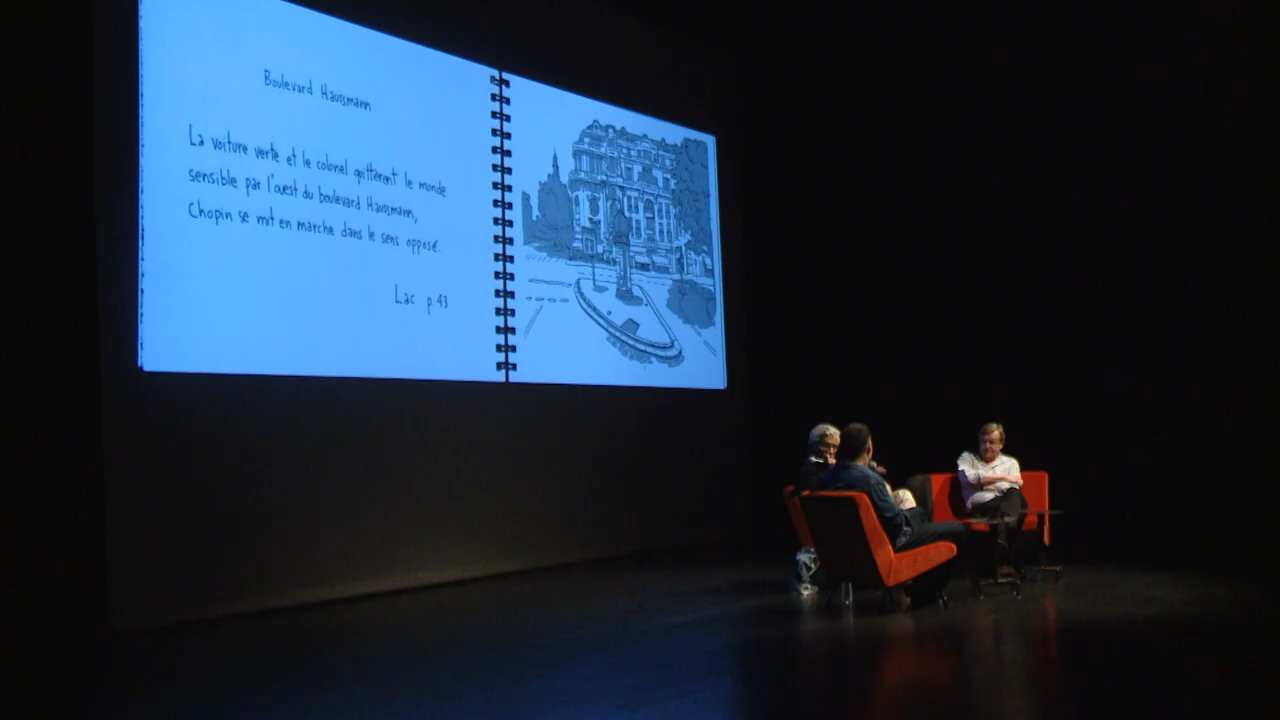 Boulevard Haussmann
La voiture verte et le colonel quittèrent le monde
sensible par l'ouest du boulevard Haussmann,
Chopin se mit en marche dans le sens opposé.
Lac p 43